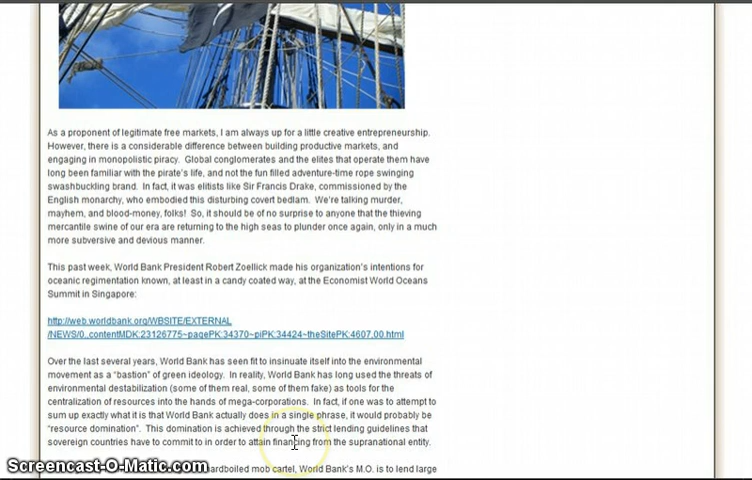 As a proponent of legitimate free markets, I am always up for a little creative entrepreneurship.
However, there is a considerable difference between building productive markets, and
engaging in monopolistic piracy.  Global conglomerates and the elites that operate them have
long been familiar with the pirate's life, and not the fun filled adventure-time rope swinging
swashbuckling brand.  In fact, it was elitists like Sir Francis Drake, commissioned by the
English monarchy, who embodied this disturbing covert bedlam.  We're talking murder,
mayhem, and blood-money, folks!  So, it should be of no surprise to anyone that the thieving
mercantile swine of our era are returning to the high seas to plunder once again, only in a much
more subversive and devious manner.
This past week, World Bank President Robert Zoellick made his organization's intentions for
oceanic regimentation known, at least in a candy coated way, at the Economist World Oceans
Summit in Singapore:
http://web.worldbank.org/WBSITE/EXTERNAL
/NEWS/0,,contentMDK:23126775~pagePK:34370~piPK:34424~theSitePK:4607,00.html
Over the last several years, World Bank has seen fit to insinuate itself into the environmental
movement as a “bastion” of green ideology.  In reality, World Bank has long used the threats of
environmental destabilization (some of them real, some of them fake) as tools for the
centralization of resources into the hands of mega-corporations.  In fact, if one was to attempt to
sum up exactly what it is that World Bank actually does in a single phrase, it would probably be
“resource domination”.  This domination is achieved through the strict lending guidelines that
sovereign countries have to commit to in order to attain financing from the supranational entity.
hardboiled mob cartel, World Bank's M.O. is to lend large
Screencast-O-Matic.com